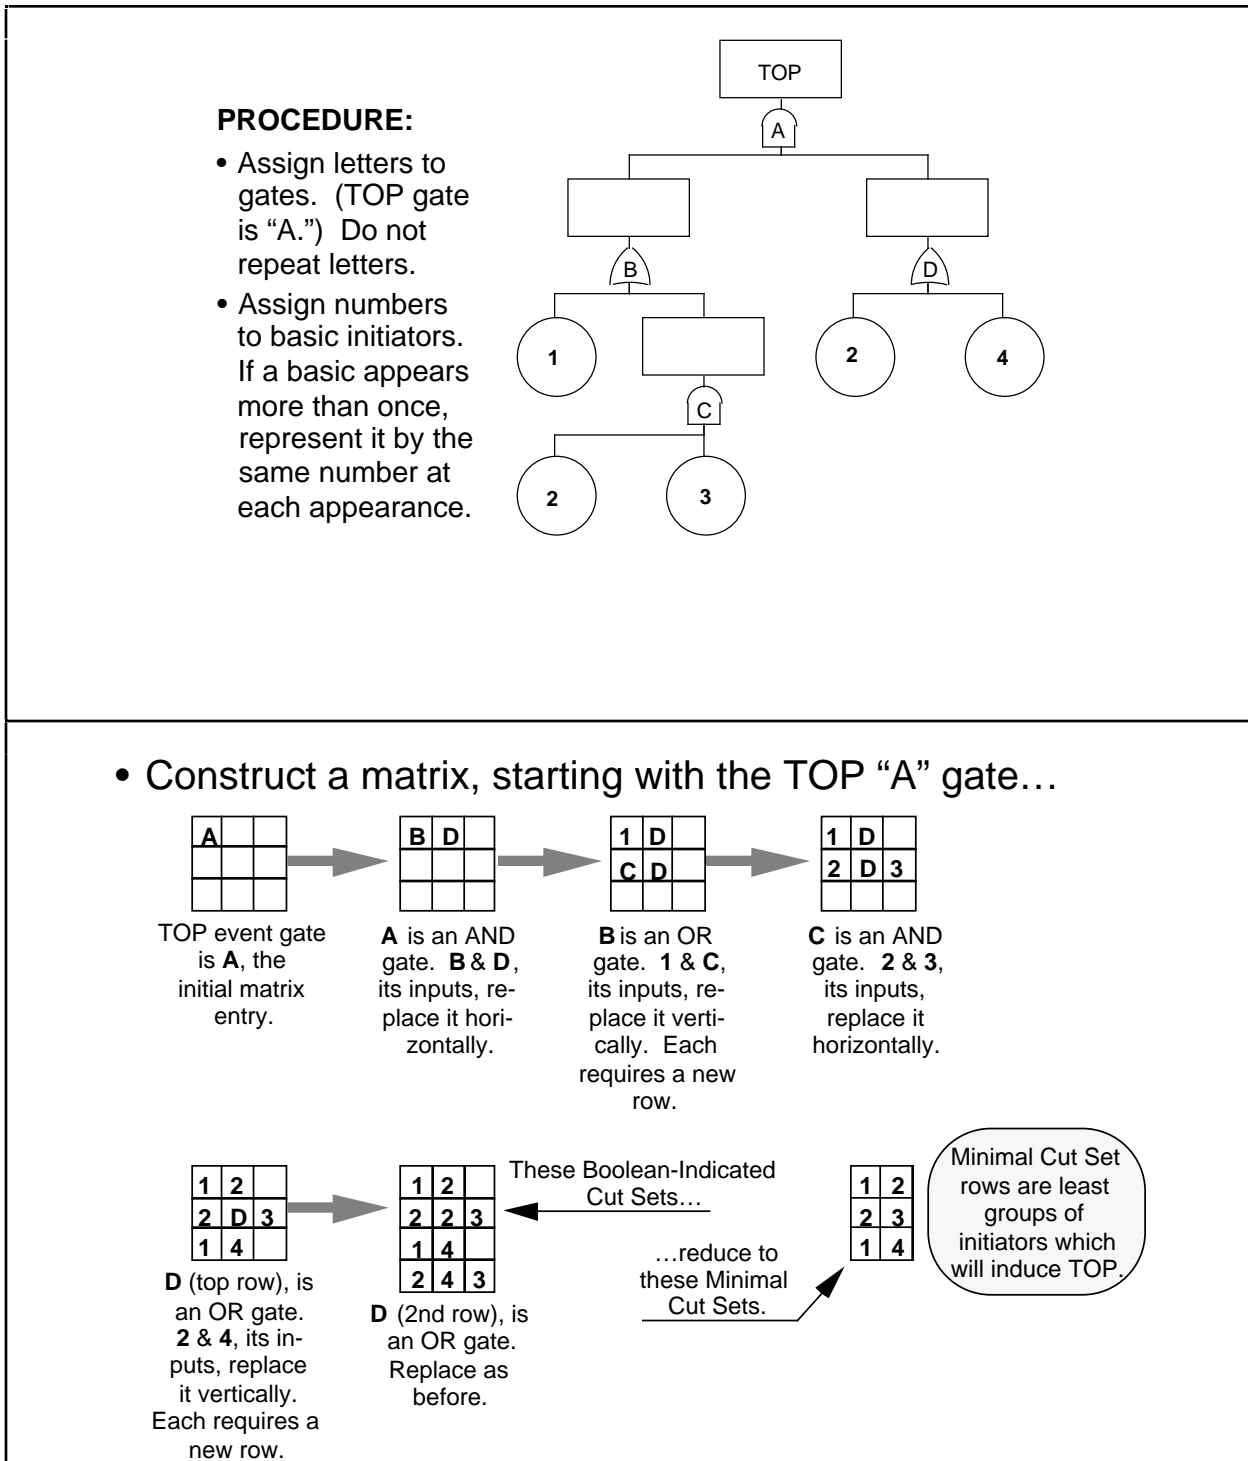 PROCEDURE:
• Assign letters to
gates. (TOP gate
is “A.”) Do not
repeat letters.
• Assign numbers
to basic initiators.
If a basic appears
more than once,
represent it by the
same number at
each appearance.
TOP
A
B
D
1
2
4
C
2
3
• Construct a matrix, starting with the TOP “A” gate…
A
TOP event gate
is A, the
initial matrix
entry.
B D
A is an AND
gate. B & D,
its inputs, re-
place it hori-
zontally.
1 D
C D
B is an OR
gate. 1 & C,
its inputs, re-
place it verti-
cally. Each
requires a new
row.
1 D
2 D 3
C is an AND
gate. 2 & 3,
its inputs,
replace it
horizontally.
1 2
2 D 3
1 4
D (top row), is
an OR gate.
2 & 4, its in-
puts, replace
it vertically.
Each requires a
new row.
1 2
2 2 3
1 4
2 4 3
D (2nd row), is
an OR gate.
Replace as
before.
These Boolean-Indicated
Cut Sets…
…reduce to
these Minimal
Cut Sets.
1 2
2 3
1 4
Minimal Cut Set
rows are least
groups of
initiators which
will induce TOP.